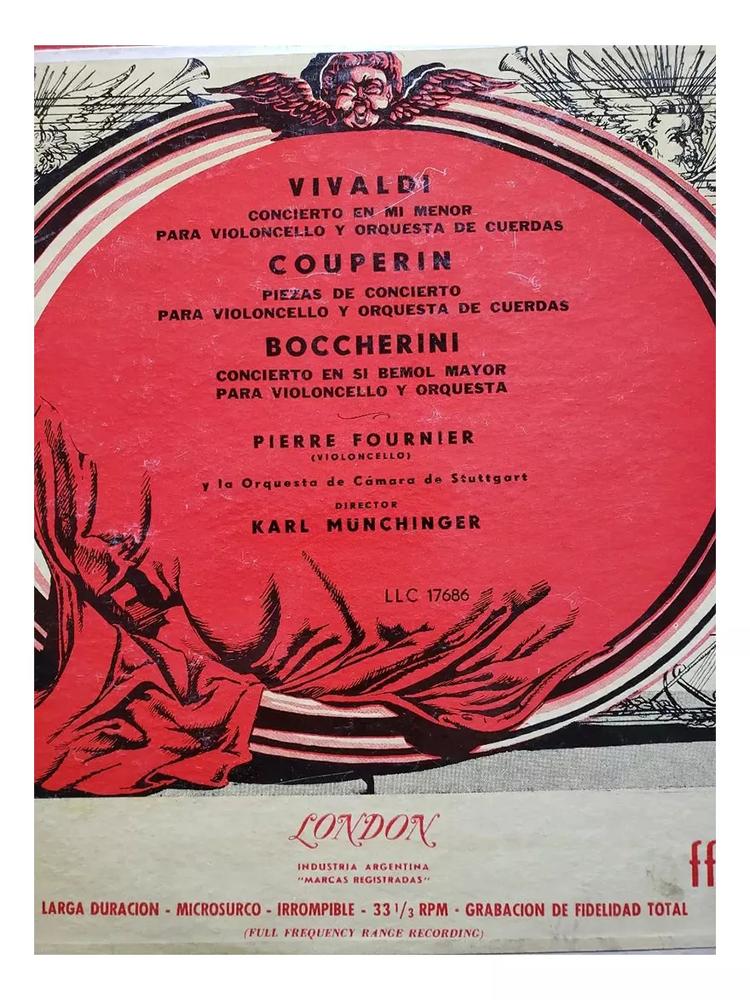 VIVALDI
CONCIERTO EN MI MENOR
PARA VIOLONCELLO Y ORQUESTA DE CUERDAS
COUPERIN
PIEZAS DE CONCIERTO
PARA VIOLONCELLO Y ORQUESTA DE CUERDAS
BOCCHERINI
CONCIERTO EN SI BEMOL MAYOR
PARA VIOLONCELLO Y ORQUESTA
PIERRE FOURNIER
(VIOLONCELLO)
y la Orquesta de Cámara de Stuttgart
DIRECTOR
KARL MÜNCHINGER
LLC 17686
LONDON
INDUSTRIA ARGENTINA
"MARCAS REGISTRADAS"
ff
LARGA DURACION - MICROSURCO - IRROMPIBLE - 33 1/3 RPM - GRABACION DE FIDELIDAD TOTAL
(FULL FREQUENCY RANGE RECORDING)